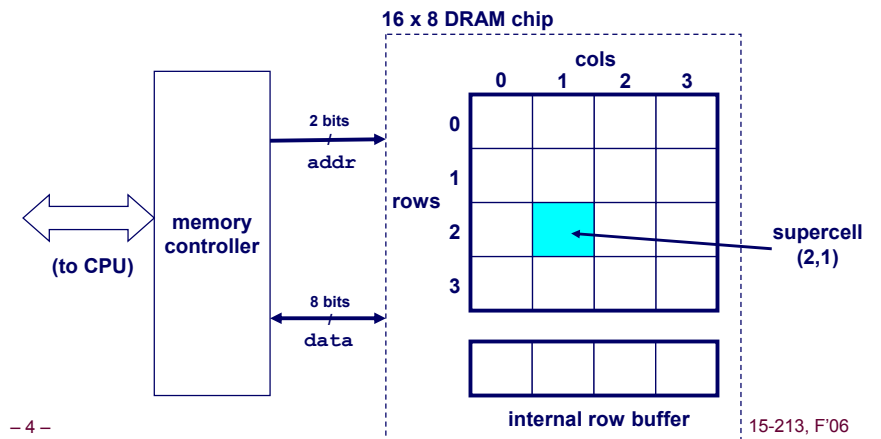 16 x 8 DRAM chip
cols
0 1 2 3
0
1
rows
2
3
2 bits
addr
8 bits
data
memory
controller
(to CPU)
supercell
(2,1)
internal row buffer
– 4 –
15-213, F'06